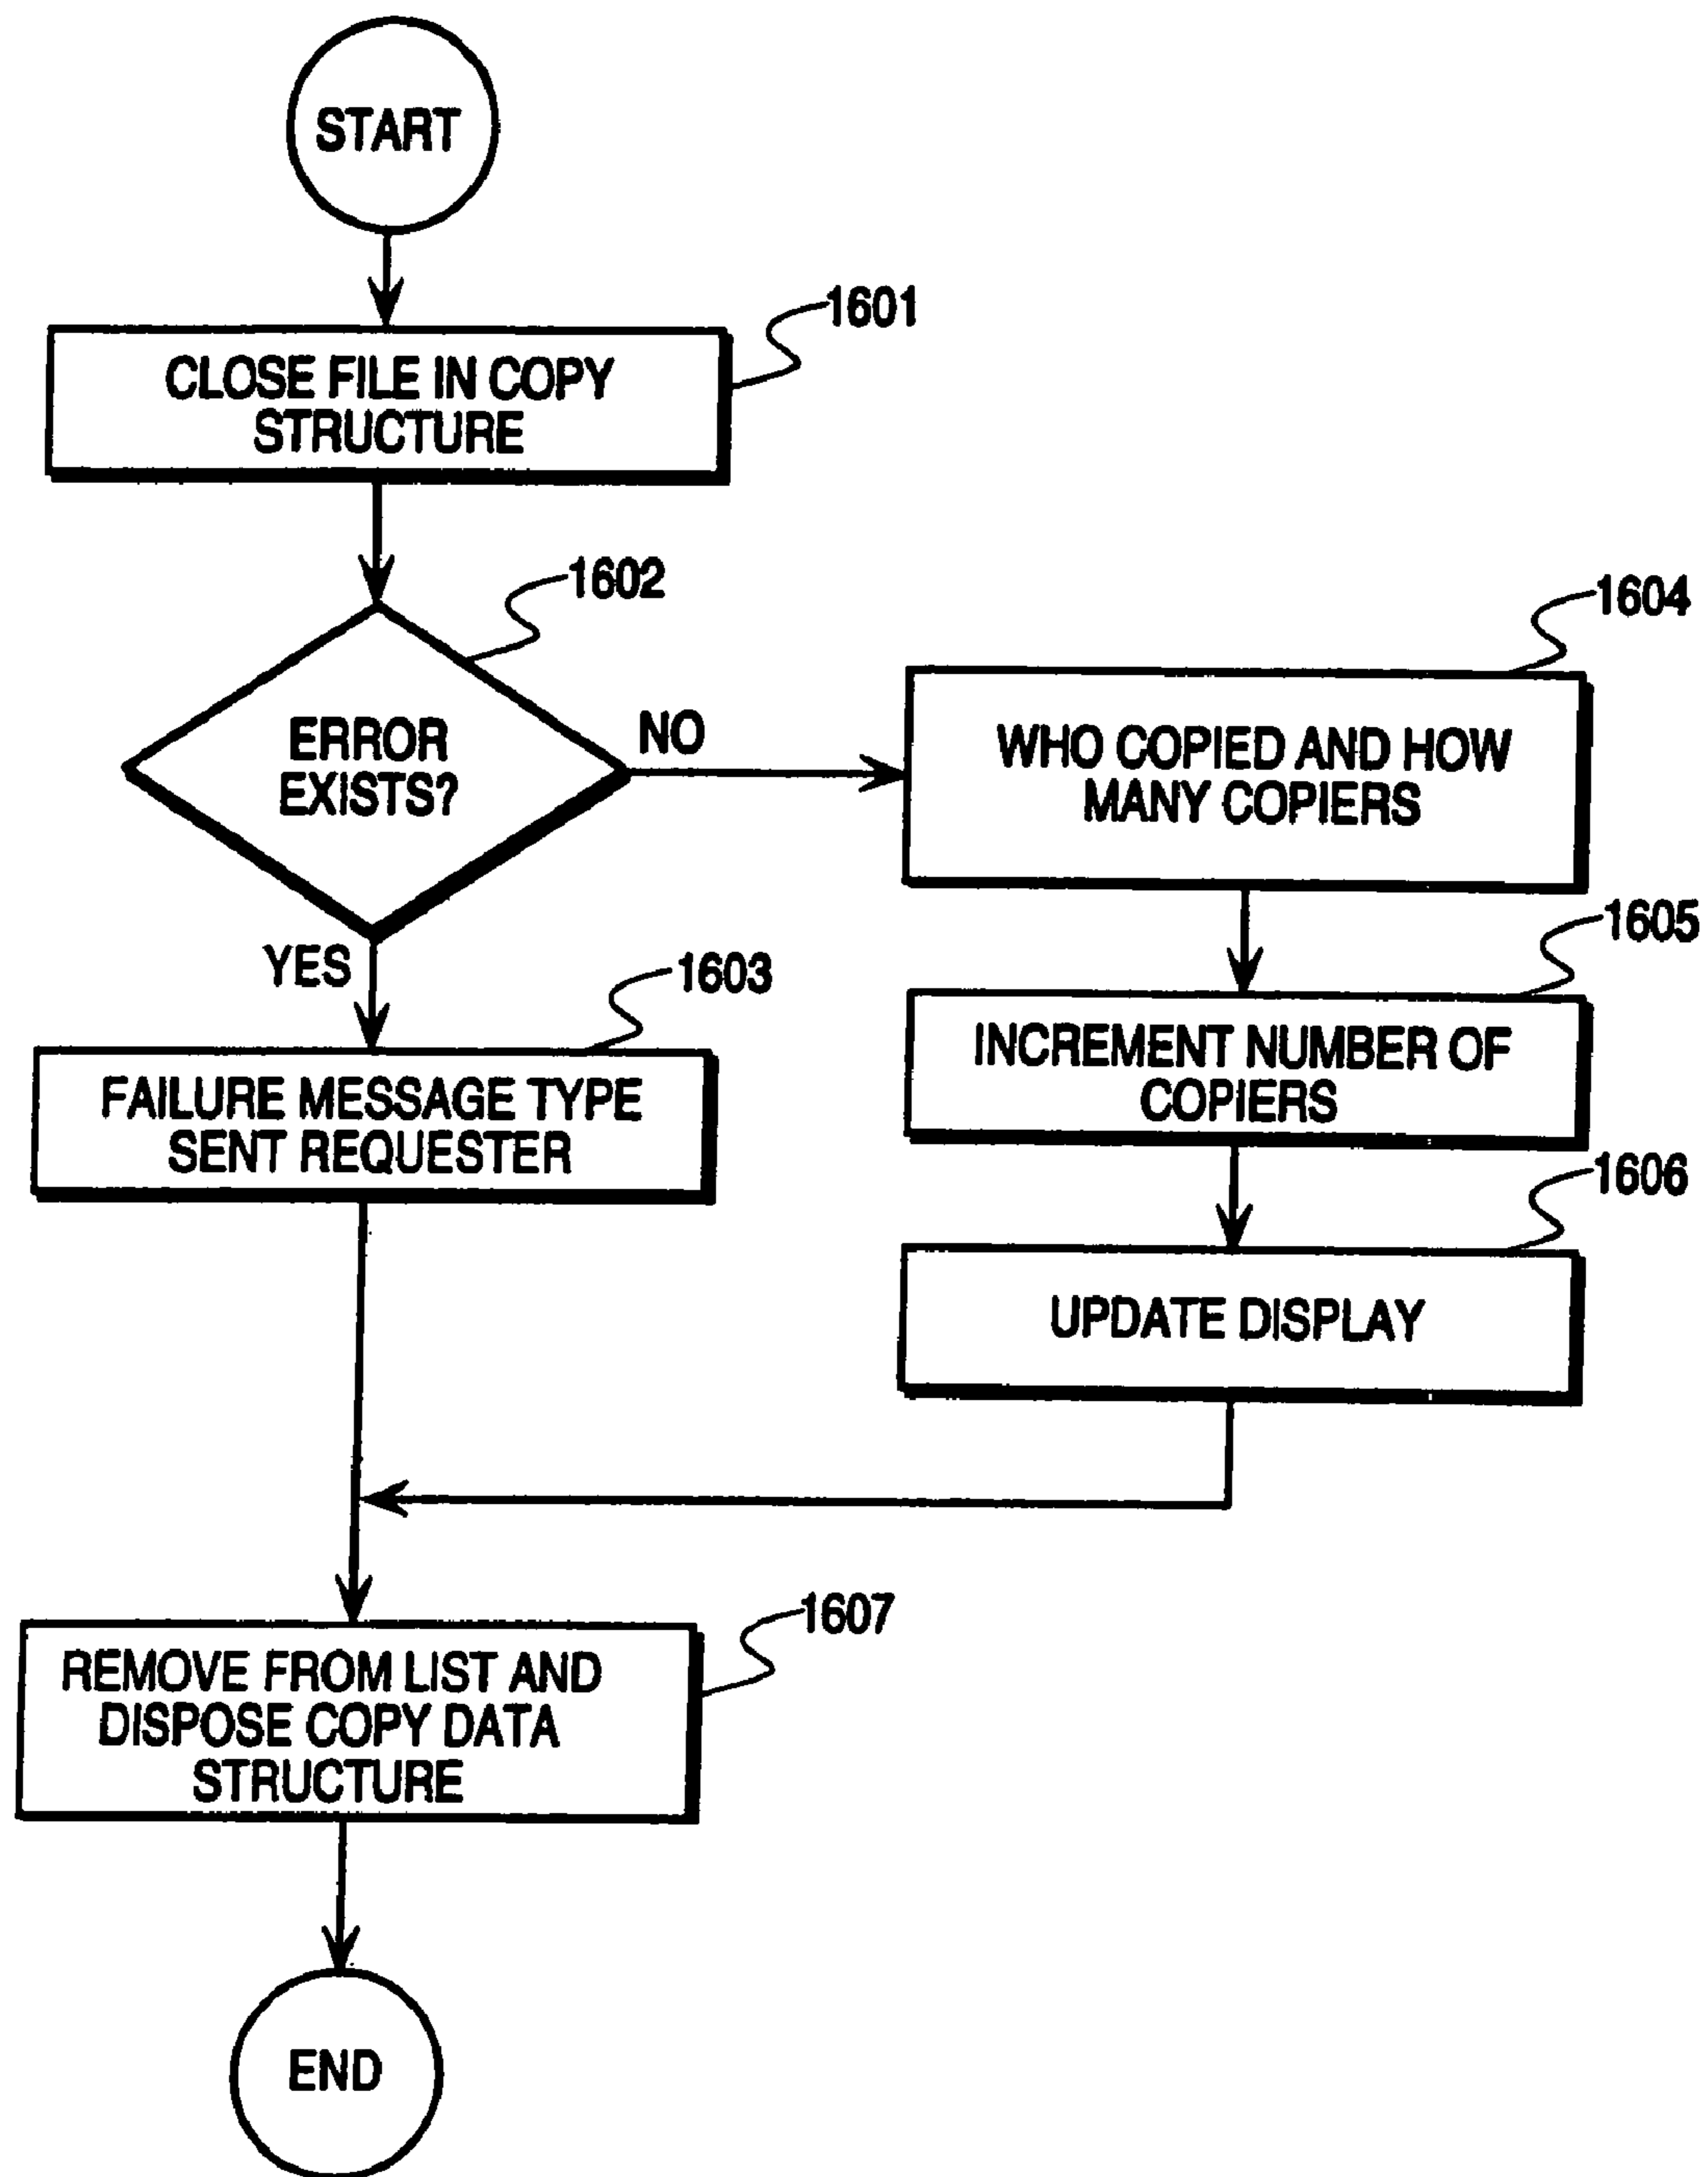 START
1601
CLOSE FILE IN COPY
STRUCTURE
1602
ERROR
EXISTS?
NO
YES
1604
WHO COPIED AND HOW
MANY COPIERS
1603
FAILURE MESSAGE TYPE
SENT REQUESTER
1605
INCREMENT NUMBER OF
COPIERS
1606
UPDATE DISPLAY
1607
REMOVE FROM LIST AND
DISPOSE COPY DATA
STRUCTURE
END